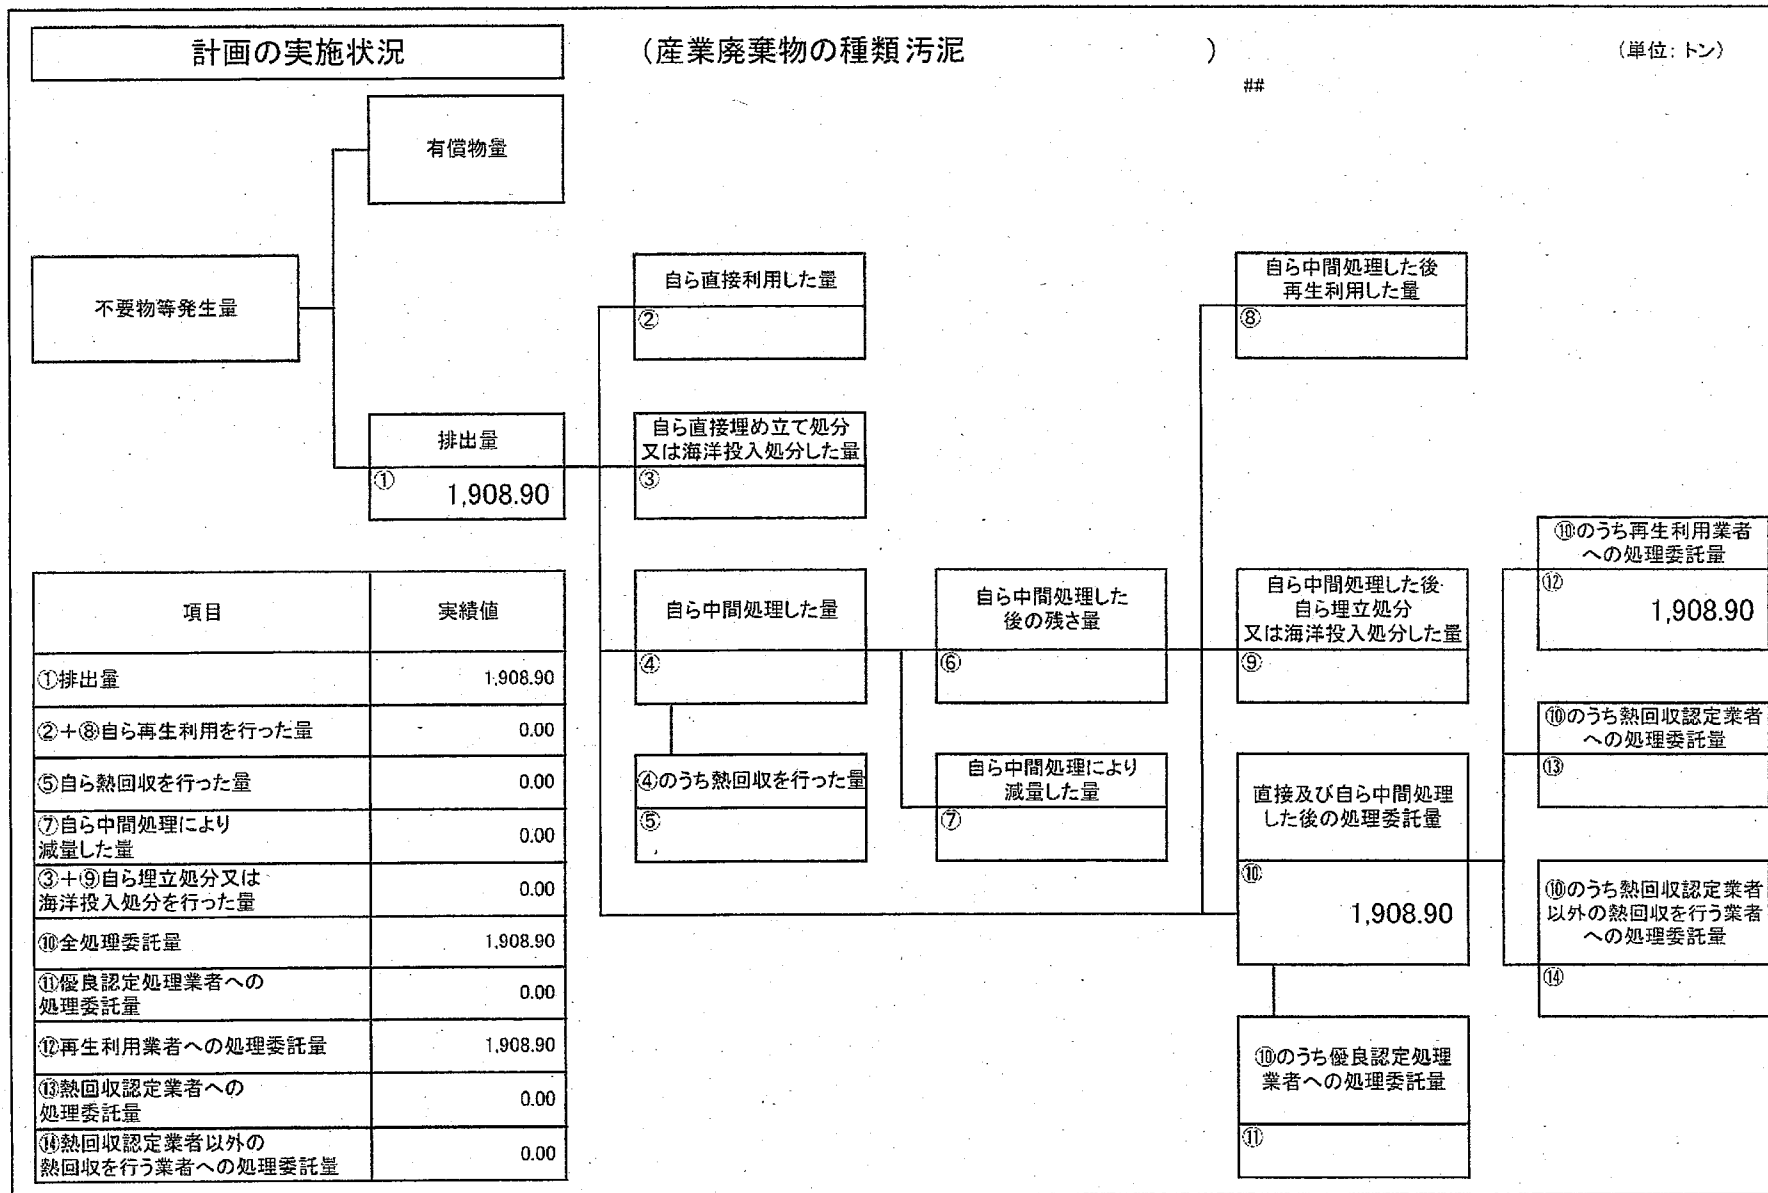 計画の実施状況
（産業廃棄物の種類 汚泥　　　　）
（単位：トン）
##
有償物量
不要物等発生量
自ら直接利用した量
②
自ら中間処理した後
再生利用した量
⑧
排出量
①
1,908.90
自ら直接埋め立て処分
又は海洋投入処分した量
③
⑩のうち再生利用業者
への処理委託量
⑫
1,908.90
自ら中間処理した量
④
自ら中間処理した
後の残さ量
⑥
自ら中間処理した後
自ら埋立処分
又は海洋投入処分した量
⑨
⑩のうち熱回収認定業者
への処理委託量
⑬
④のうち熱回収を行った量
⑤
自ら中間処理により
減量した量
⑦
直接及び自ら中間処理
した後の処理委託量
⑩
1,908.90
⑩のうち熱回収認定業者
以外の熱回収を行う業者
への処理委託量
⑭
⑩のうち優良認定処理
業者への処理委託量
⑪
項目 実績値
①排出量 1,908.90
②＋⑧自ら再生利用を行った量 0.00
⑤自ら熱回収を行った量 0.00
⑦自ら中間処理により
減量した量 0.00
③＋⑨自ら埋立処分又は
海洋投入処分を行った量 0.00
⑩全処理委託量 1,908.90
⑪優良認定処理業者への
処理委託量 0.00
⑫再生利用業者への処理委託量 1,908.90
⑬熱回収認定業者への
処理委託量 0.00
⑭熱回収認定業者以外の
熱回収を行う業者への処理委託量 0.00